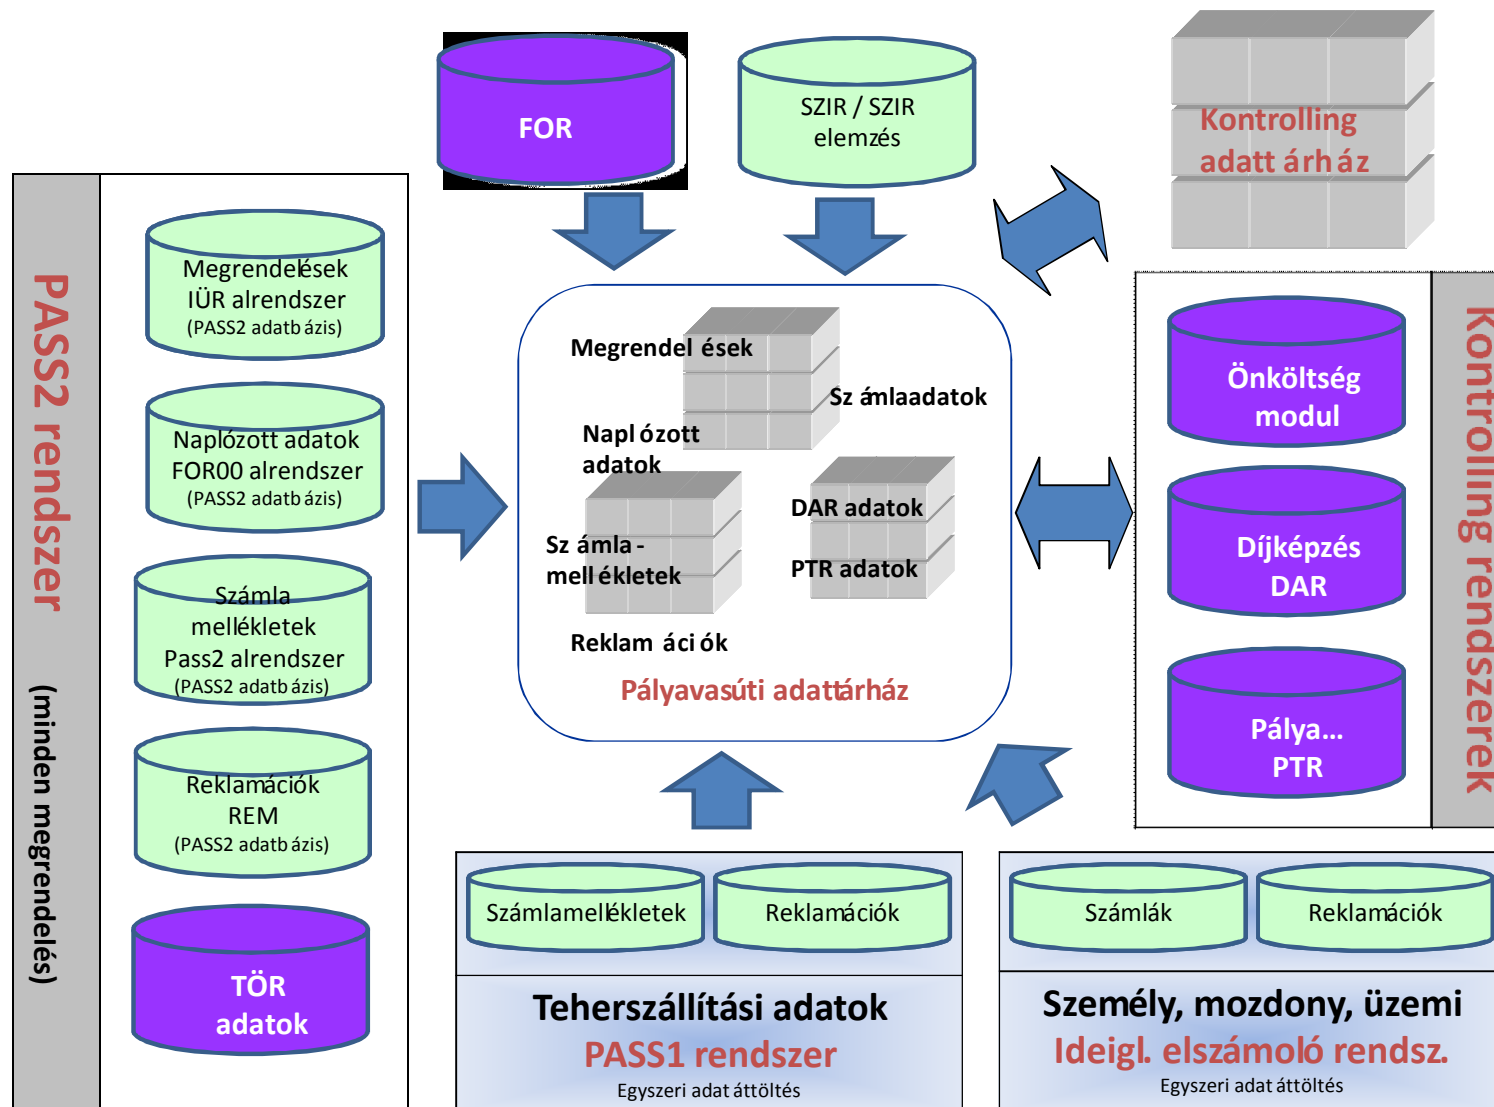 FOR
SZIR / SZIR
elemzés
Kontrolling
adatt árh áz
PASS2 rendszer
(minden megrendelés)
Megrendelések
IÜR alrendszer
(PASS2 adatb ázis)
Naplózott adatok
FOR00 alrendszer
(PASS2 adatb ázis)
Számla
mellékletek
Pass2 alrendszer
(PASS2 adatb ázis)
Reklamációk
REM
(PASS2 adatb ázis)
TÖR
adatok
Megrendel ések
Sz ámlaadatok
Napl ózott
adatok
DAR adatok
Sz ámla-
mell ékletek
PTR adatok
Reklam áci ók
Pályavasúti adattárház
Önköltség
modul
Díjképzés
DAR
Pálya...
PTR
Kontrolling rendszerek
Számlamellékletek
Reklamációk
Teherszállítási adatok
PASS1 rendszer
Egyszeri adat áttöltés
Számlák
Reklamációk
Személy, mozdony, üzemi
Ideigl. elszámoló rendsz.
Egyszeri adat áttöltés